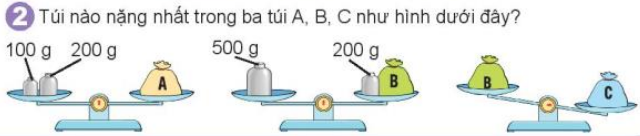 2 Túi nào nặng nhất trong ba túi A, B, C như hình dưới đây?
100 g 200 g 500 g 200 g
A B B C